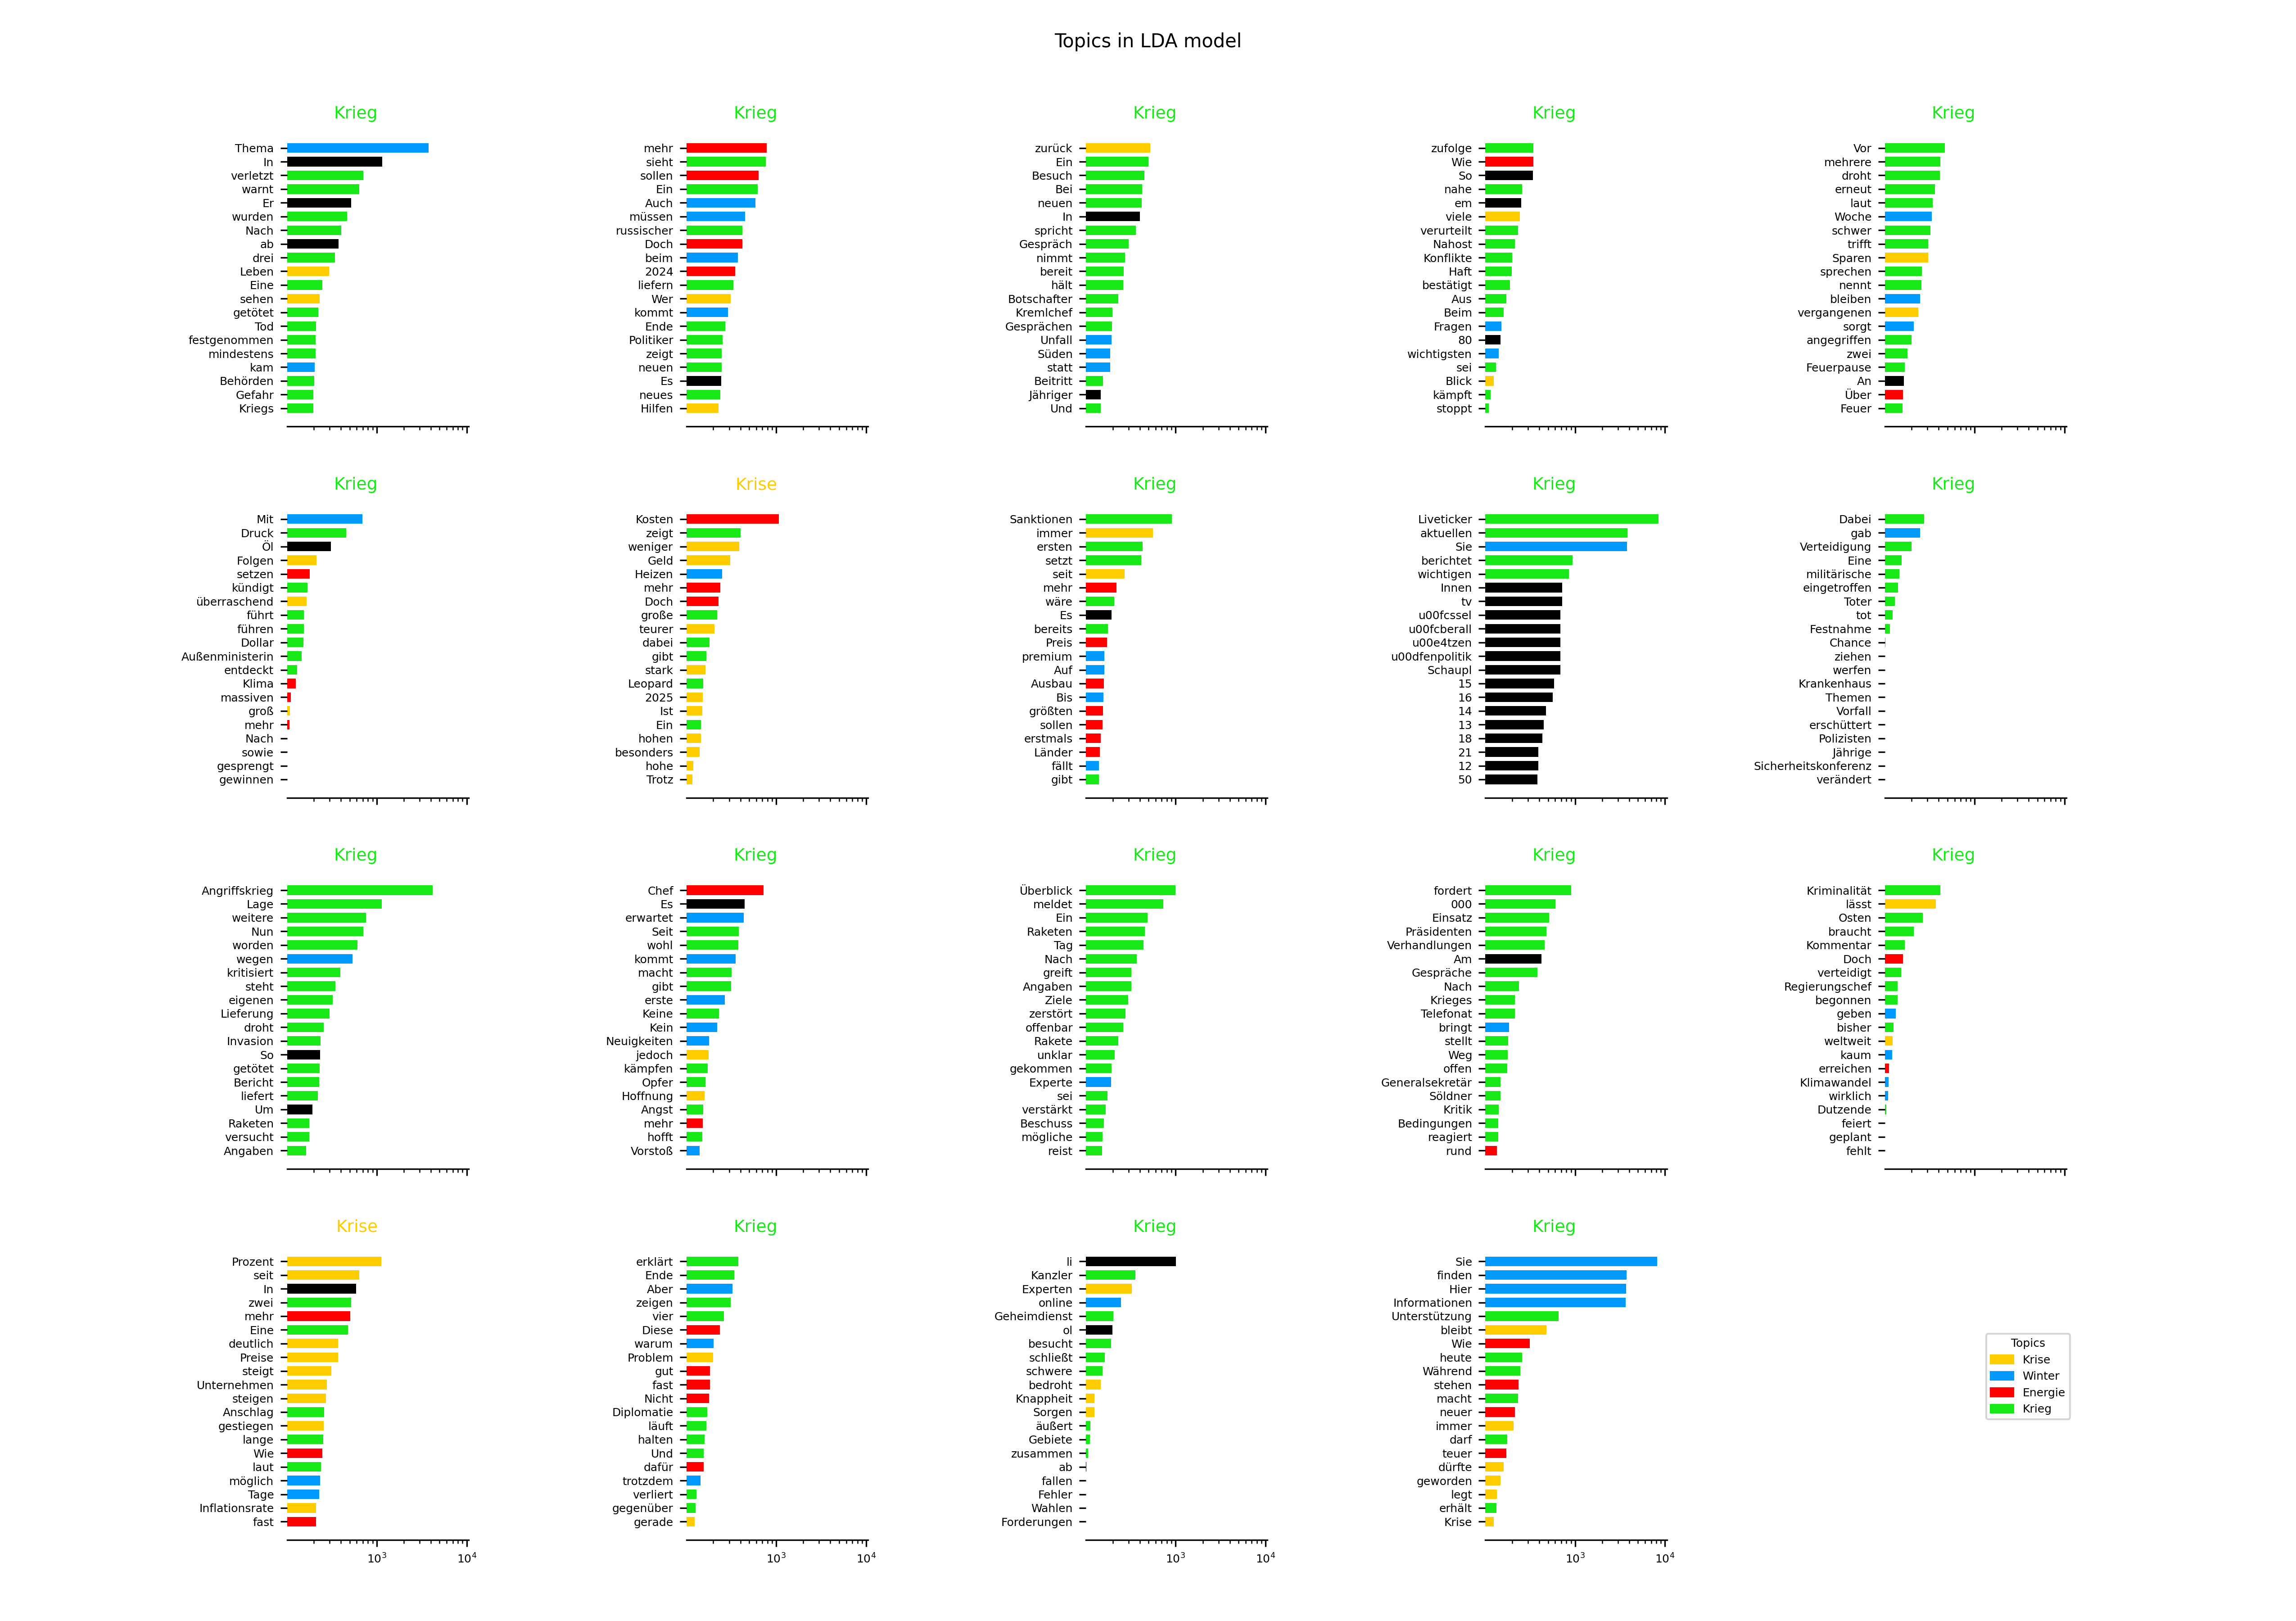 Topics in LDA model
Krieg
Thema
In
verletzt
warnt
Er
wurden
Nach
ab
drei
Leben
Eine
sehen
getötet
Tod
festgenommen
mindestens
kam
Behörden
Gefahr
Kriegs
Krieg
mehr
sieht
sollen
Ein
Auch
müssen
russischer
Doch
beim
2024
liefern
Wer
kommt
Ende
Politiker
zeigt
neuen
Es
neues
Hilfen
Krieg
zurück
Ein
Besuch
Bei
neuen
In
spricht
Gespräch
nimmt
bereit
hält
Botschafter
Kremlchef
Gesprächen
Unfall
Süden
statt
Beitritt
Jähriger
Und
Krieg
zufolge
Wie
So
nahe
em
viele
verurteilt
Nahost
Konflikte
Haft
bestätigt
Aus
Beim
Fragen
80
wichtigsten
sei
Blick
kämpft
stoppt
Krieg
Vor
mehrere
droht
erneut
laut
Woche
schwer
trifft
Sparen
sprechen
nennt
bleiben
vergangenen
sorgt
angegriffen
zwei
Feuerpause
An
Über
Feuer
Krieg
Mit
Druck
Öl
Folgen
setzen
kündigt
überraschend
führt
führen
Dollar
Außenministerin
entdeckt
Klima
massiven
groß
mehr
Nach
sowie
gesprengt
gewinnen
Krise
Kosten
zeigt
weniger
Geld
Heizen
mehr
Doch
große
teurer
dabei
gibt
stark
Leopard
2025
Ist
Ein
hohen
besonders
hohe
Trotz
Krieg
Sanktionen
immer
ersten
setzt
seit
mehr
wäre
Es
bereits
Preis
premium
Auf
Ausbau
Bis
größten
sollen
erstmals
Länder
fällt
gibt
Krieg
Liveticker
aktuellen
Sie
berichtet
wichtigen
Innen
tv
u00fcssel
u00fcberall
u00e4tzen
u00dfenpolitik
Schaupl
15
16
14
13
18
21
12
50
Krieg
Dabei
gab
Verteidigung
Eine
militärische
eingetroffen
Toter
tot
Festnahme
Chance
ziehen
werfen
Krankenhaus
Themen
Vorfall
erschüttert
Polizisten
Jährige
Sicherheitskonferenz
verändert
Krieg
Angriffskrieg
Lage
weitere
Nun
worden
wegen
kritisiert
steht
eigenen
Lieferung
droht
Invasion
So
getötet
Bericht
liefert
Um
Raketen
versucht
Angaben
Krieg
Chef
Es
erwartet
Seit
wohl
kommt
macht
gibt
erste
Keine
Kein
Neuigkeiten
jedoch
kämpfen
Opfer
Hoffnung
Angst
mehr
hofft
Vorstoß
Krieg
Überblick
meldet
Ein
Raketen
Tag
Nach
greift
Angaben
Ziele
zerstört
offenbar
Rakete
unklar
gekommen
Experte
sei
verstärkt
Beschuss
mögliche
reist
Krieg
fordert
000
Einsatz
Präsidenten
Verhandlungen
Am
Gespräche
Nach
Krieges
Telefonat
bringt
stellt
Weg
offen
Generalsekretär
Söldner
Kritik
Bedingungen
reagiert
rund
Krieg
Kriminalität
lässt
Osten
braucht
Kommentar
Doch
verteidigt
Regierungschef
begonnen
geben
bisher
weltweit
kaum
erreichen
Klimawandel
wirklich
Dutzende
feiert
geplant
fehlt
Krise
Prozent
seit
In
zwei
mehr
Eine
deutlich
Preise
steigt
Unternehmen
steigen
Anschlag
gestiegen
lange
Wie
laut
möglich
Tage
Inflationsrate
fast
10³ 10⁴
Krieg
erklärt
Ende
Aber
zeigen
vier
Diese
warum
Problem
gut
fast
Nicht
Diplomatie
läuft
halten
Und
dafür
trotzdem
verliert
gegenüber
gerade
10³ 10⁴
Krieg
li
Kanzler
Experten
online
Geheimdienst
ol
besucht
schließt
schwere
bedroht
Knappheit
Sorgen
äußert
Gebiete
zusammen
ab
fallen
Fehler
Wahlen
Forderungen
10³ 10⁴
Krieg
Sie
finden
Hier
Informationen
Unterstützung
bleibt
Wie
heute
Während
stehen
macht
neuer
immer
darf
teuer
dürfte
geworden
legt
erhält
Krise
10³ 10⁴
Topics
Krise
Winter
Energie
Krieg